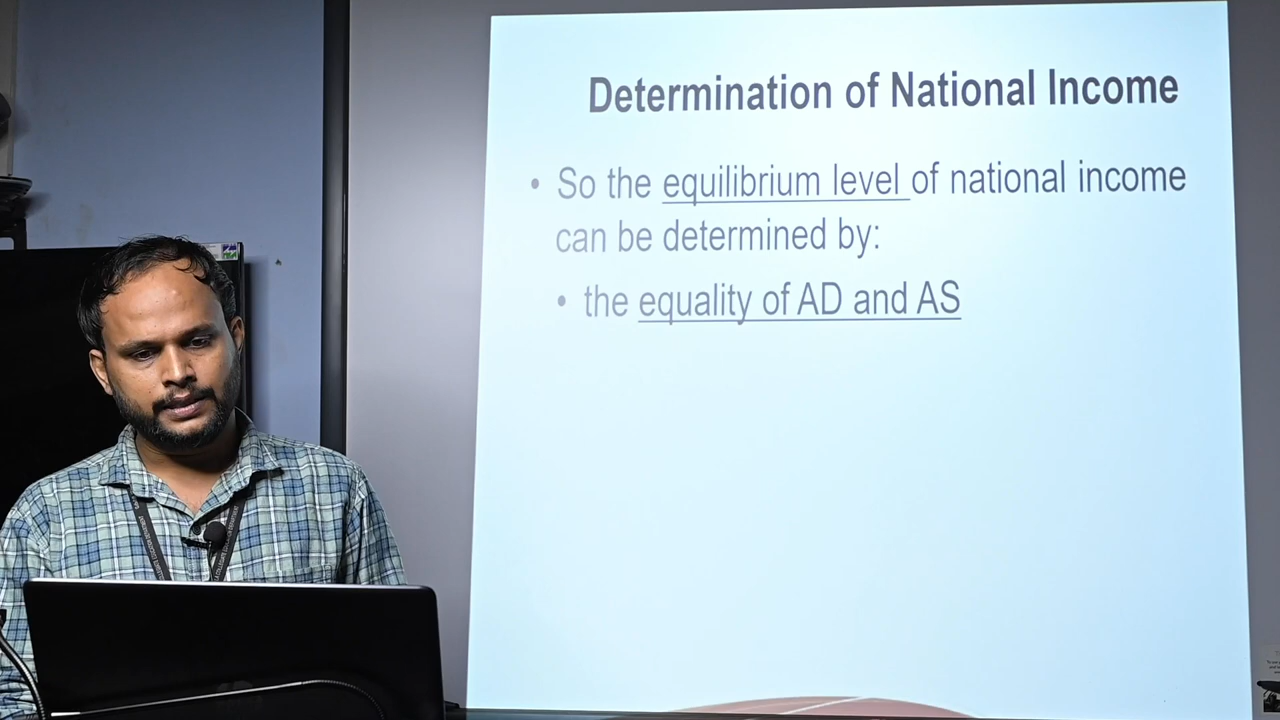 Determination of National Income
• So the equilibrium level of national income
can be determined by:
• the equality of AD and AS